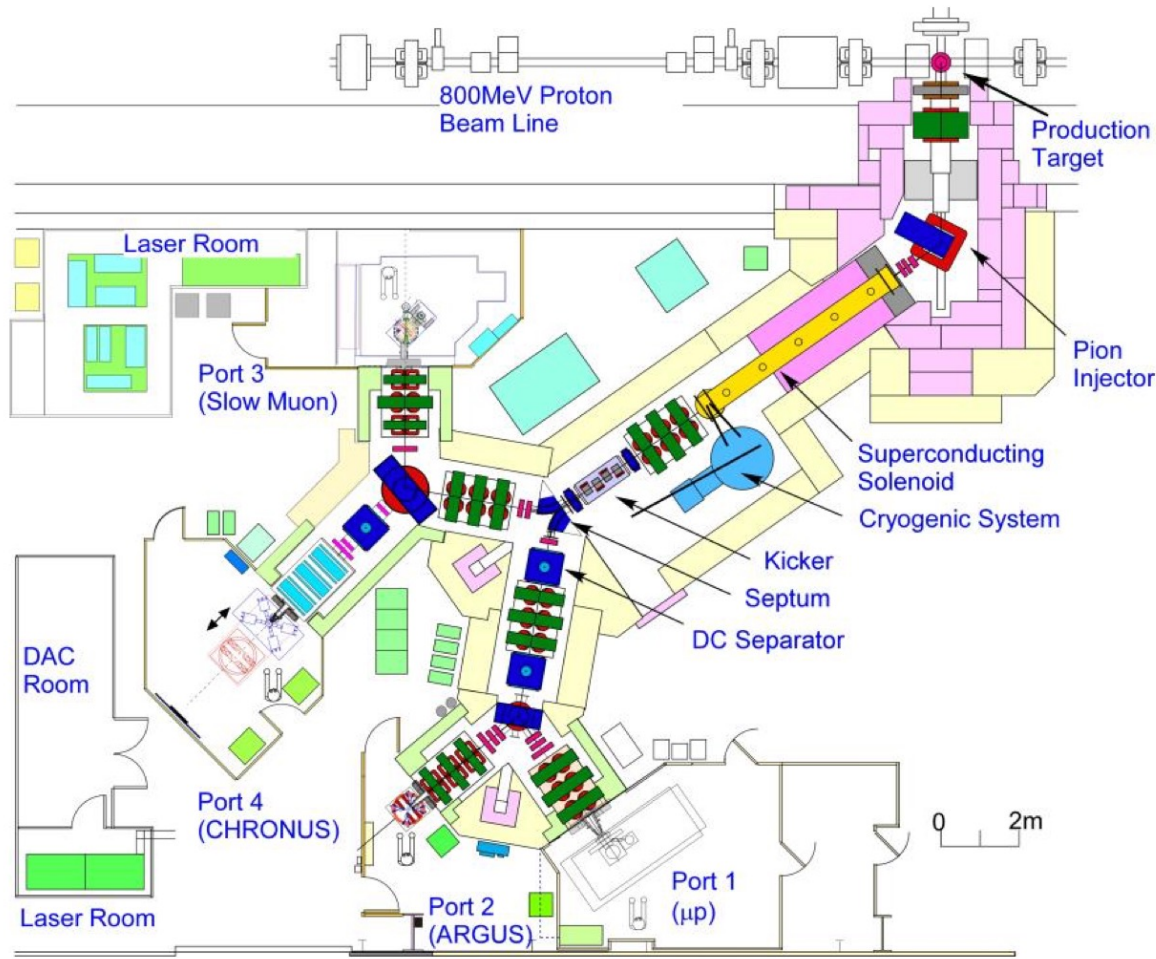 800MeV Proton
Beam Line
Production
Target
Laser Room
Port 3
(Slow Muon)
Pion
Injector
Superconducting
Solenoid
Cryogenic System
Kicker
Septum
DC Separator
DAC
Room
Port 4
(CHRONUS)
0 2m
Port 1
(μp)
Port 2
(ARGUS)
Laser Room